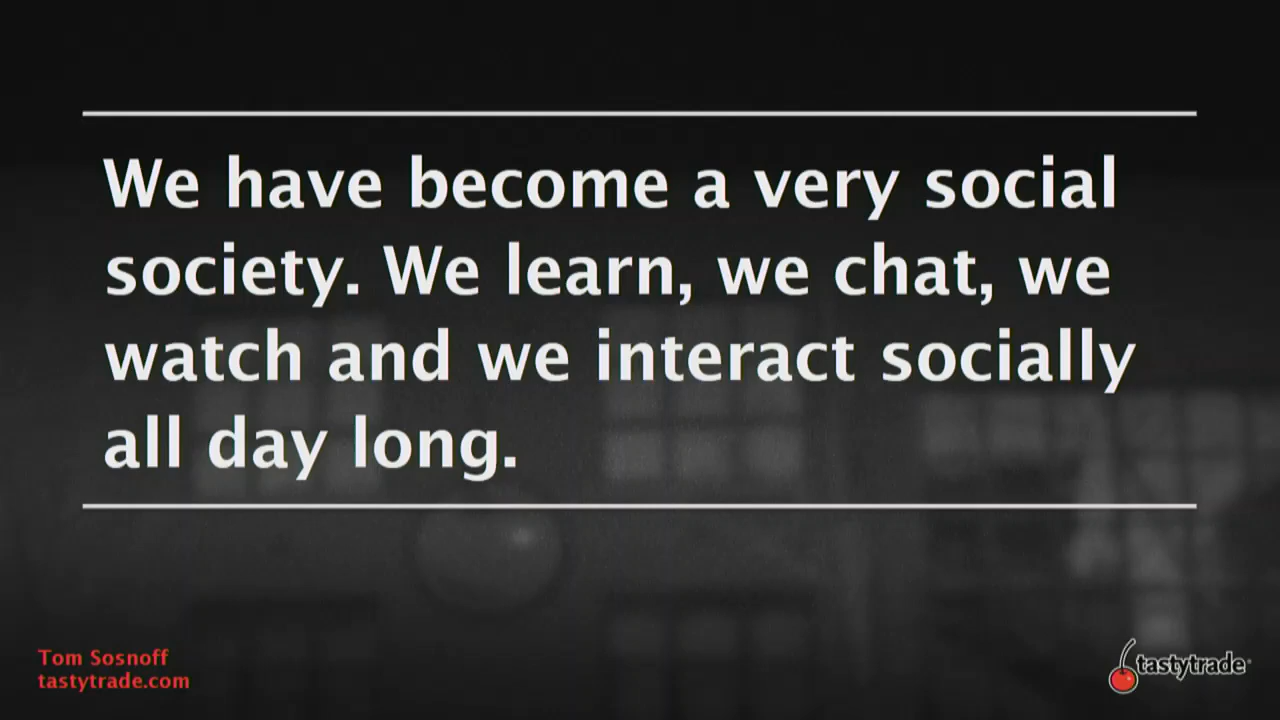 We have become a very social
society. We learn, we chat, we
watch and we interact socially
all day long.
Tom Sosnoff
tastytrade.com
tastytrade